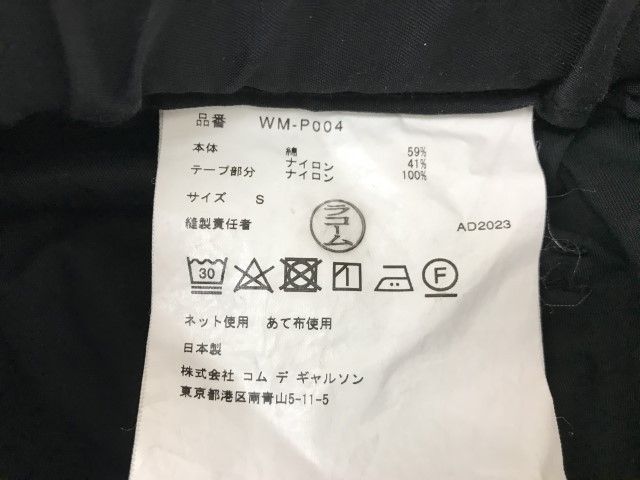 品番 WM-P004
本体 綿 59%
ナイロン 41%
テープ部分 ナイロン 100%
サイズ S
縫製責任者 ラコーム AD2023
30 F
ネット使用 あて布使用
日本製
株式会社 コム デ ギャルソン
東京都港区南青山5-11-5